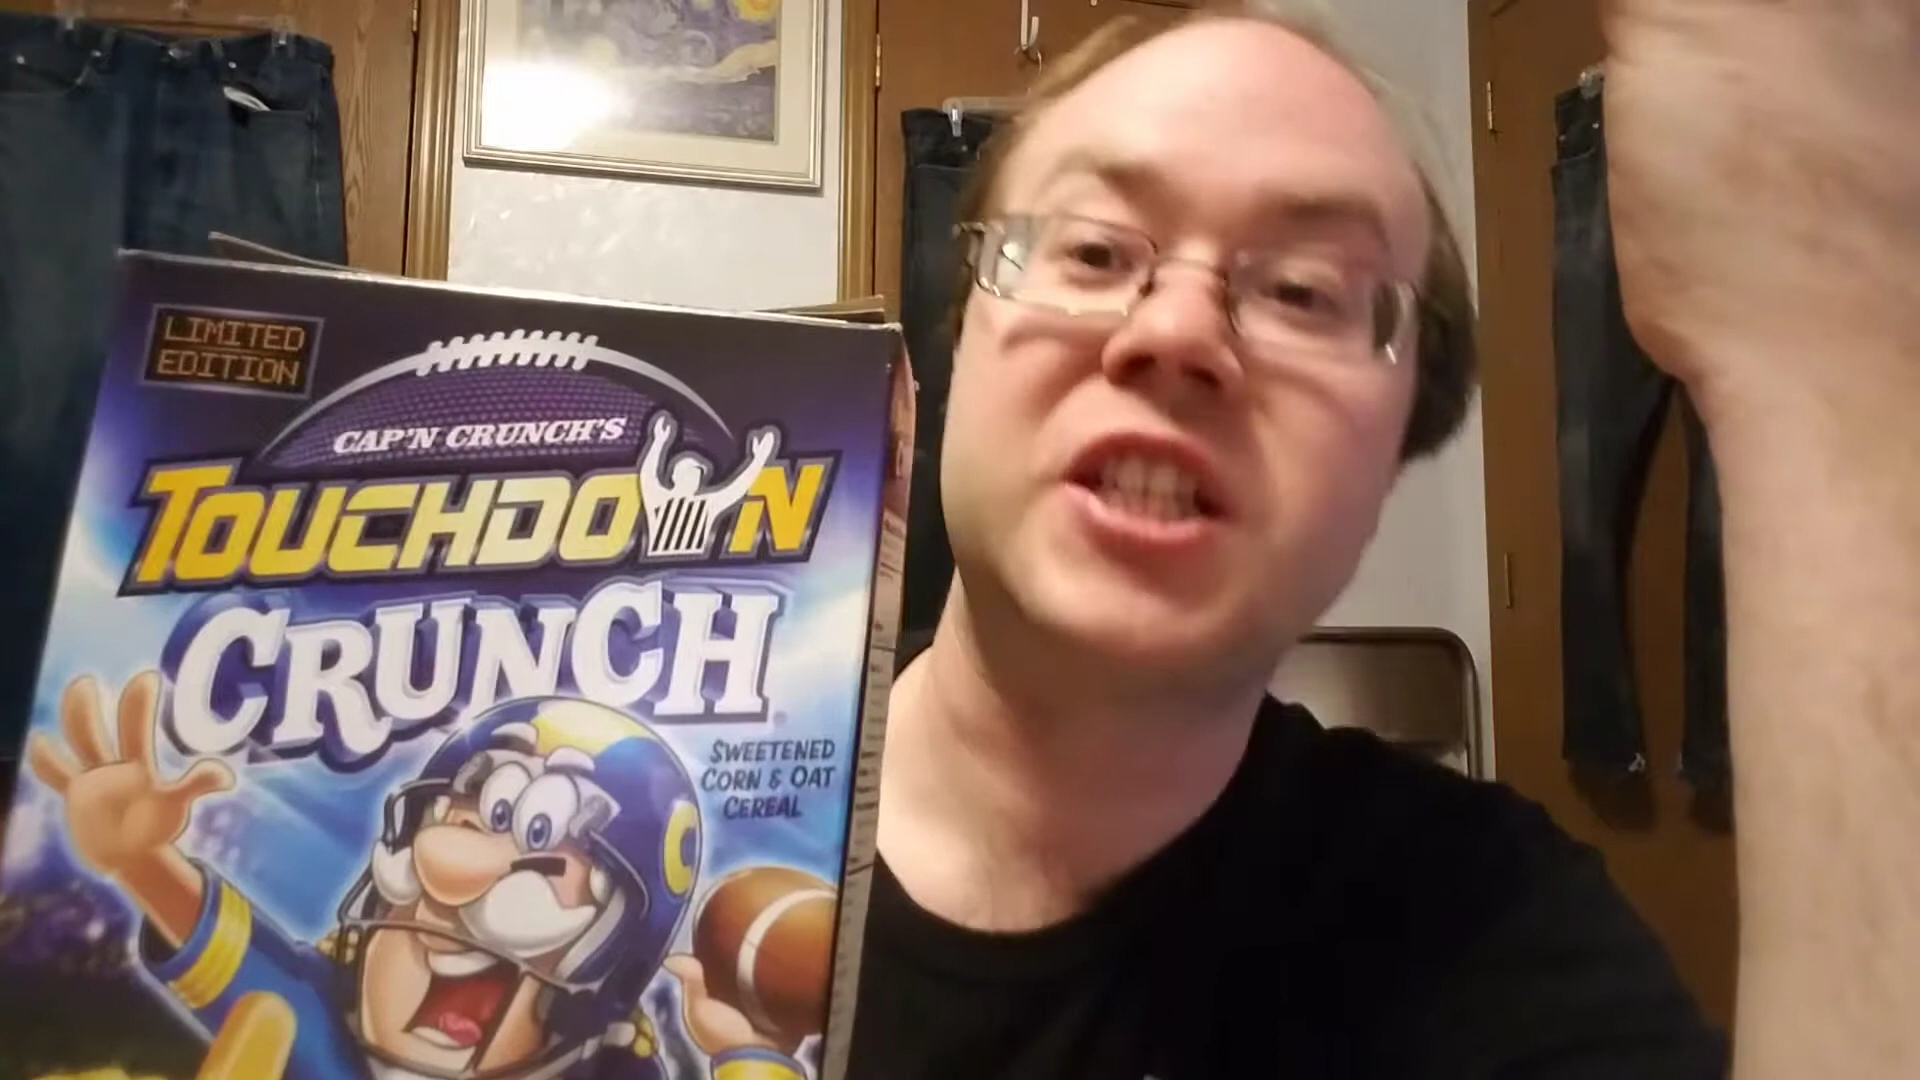 LIMITED
EDITION
CAP'N CRUNCH'S
TOUCHDOWN
CRUNCH
SWEETENED
CORN & OAT
CEREAL
C